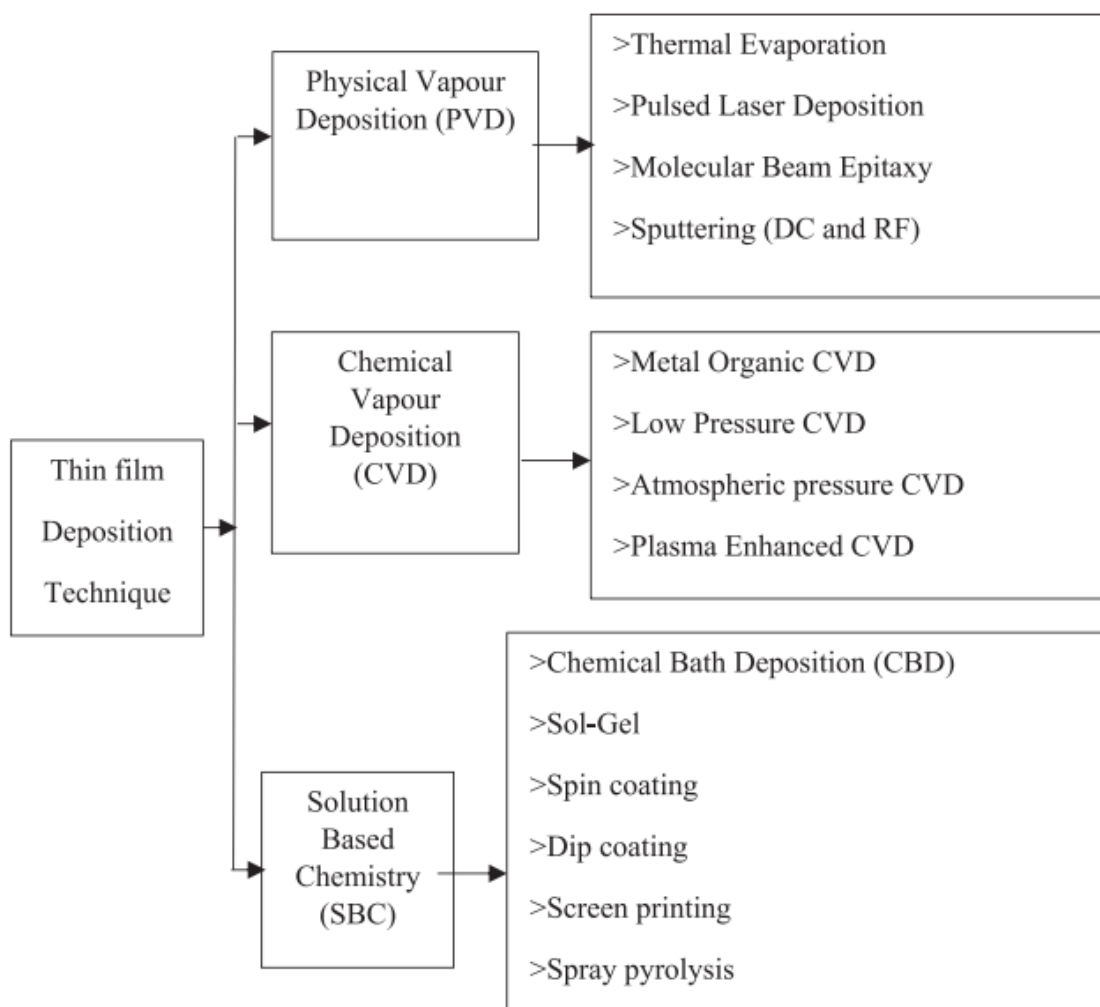 Thin film
Deposition
Technique
Physical Vapour
Deposition (PVD)
>Thermal Evaporation
>Pulsed Laser Deposition
>Molecular Beam Epitaxy
>Sputtering (DC and RF)
Chemical
Vapour
Deposition
(CVD)
>Metal Organic CVD
>Low Pressure CVD
>Atmospheric pressure CVD
>Plasma Enhanced CVD
Solution
Based
Chemistry
(SBC)
>Chemical Bath Deposition (CBD)
>Sol-Gel
>Spin coating
>Dip coating
>Screen printing
>Spray pyrolysis